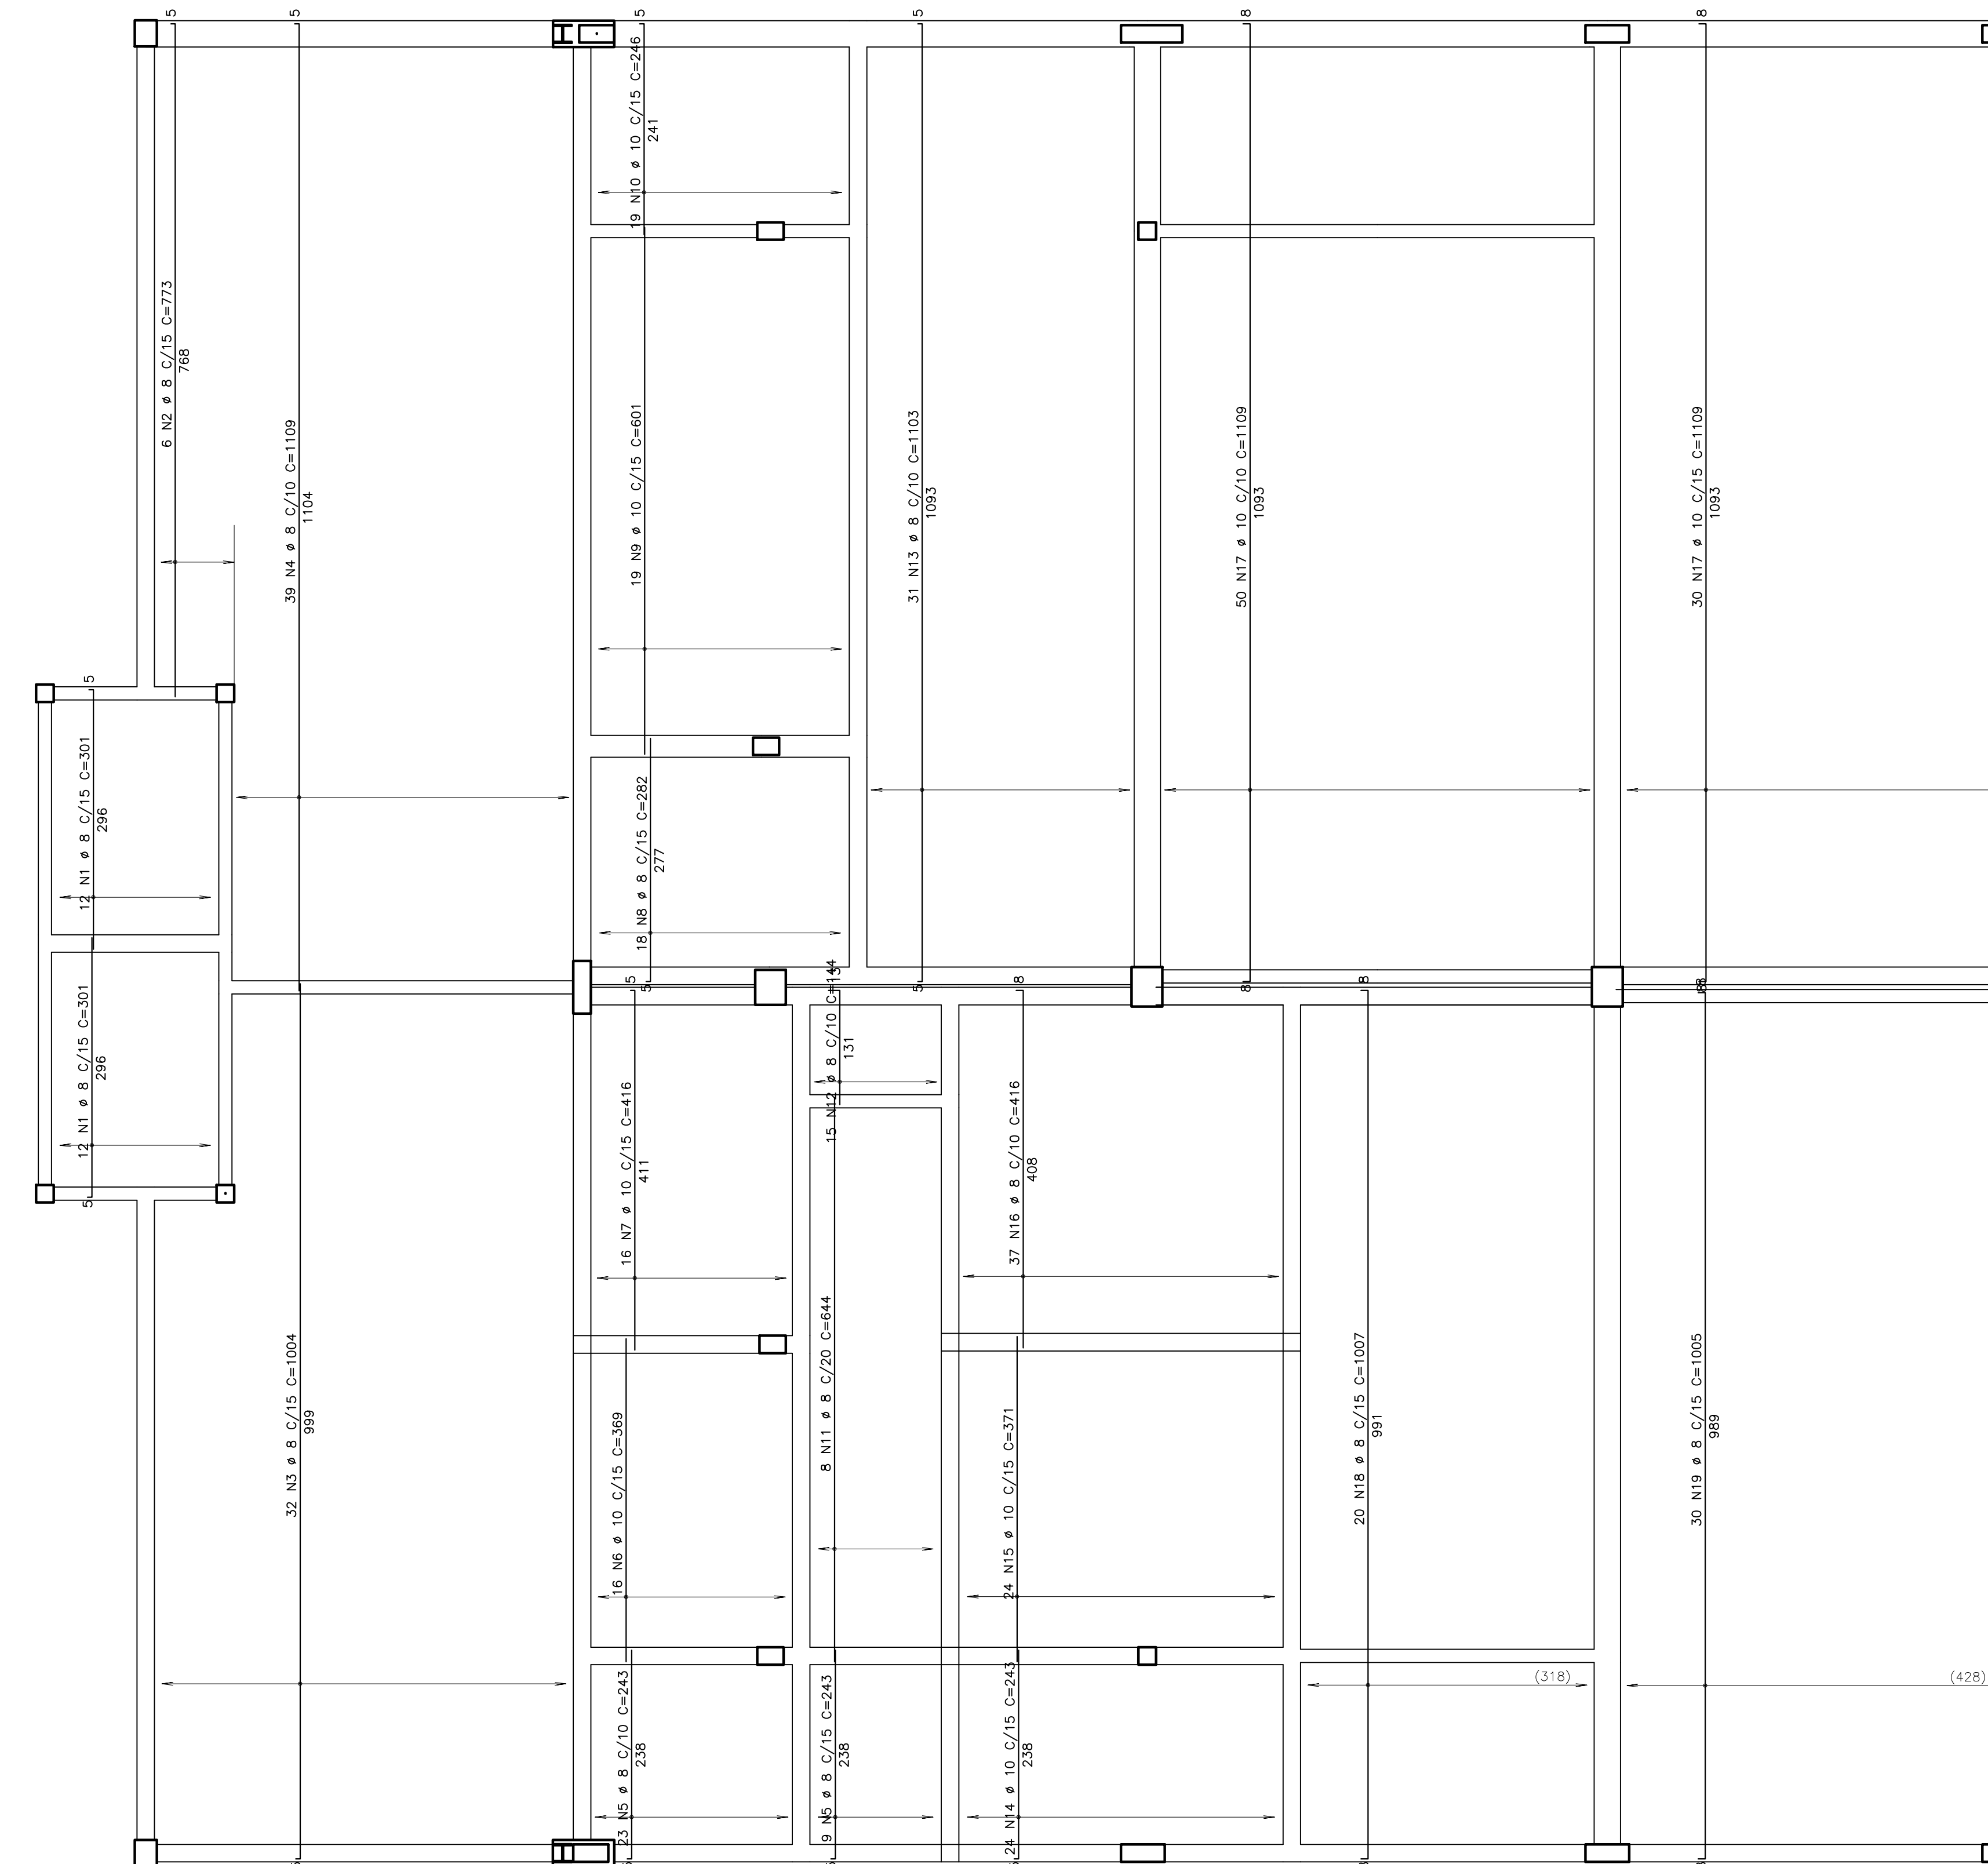 5
5
5
5
8
8
19 N10 ø 10 C/15 C=246
241
6 N2 ø 8 C/15 C=773
768
39 N4 ø 8 C/10 C=1109
1104
19 N9 ø 10 C/15 C=601
31 N13 ø 8 C/10 C=1103
1093
50 N17 ø 10 C/10 C=1109
1093
30 N17 ø 10 C/15 C=1109
1093
5
12 N1 ø 8 C/15 C=301
296
18 N8 ø 8 C/15 C=282
277
5
5
5
8
8
8
12 N1 ø 8 C/15 C=301
296
5
15 N12 ø 8 C/10 C=144
131
16 N7 ø 10 C/15 C=416
411
37 N16 ø 8 C/10 C=416
408
32 N3 ø 8 C/15 C=1004
999
8 N11 ø 8 C/20 C=644
16 N6 ø 10 C/15 C=369
24 N15 ø 10 C/15 C=371
20 N18 ø 8 C/15 C=1007
991
30 N19 ø 8 C/15 C=1005
989
(318)
(428)
23 N5 ø 8 C/10 C=243
238
9 N5 ø 8 C/15 C=243
238
24 N14 ø 10 C/15 C=243
238